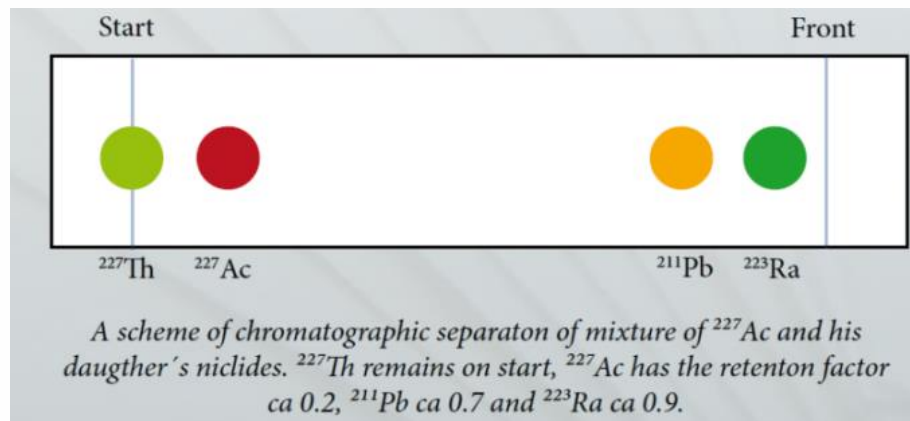 Start Front
²²⁷Th ²²⁷Ac ²¹¹Pb ²²³Ra
A scheme of chromatographic separaton of mixture of ²²⁷Ac and his
daugther´s niclides. ²²⁷Th remains on start, ²²⁷Ac has the retenton factor
ca 0.2, ²¹¹Pb ca 0.7 and ²²³Ra ca 0.9.